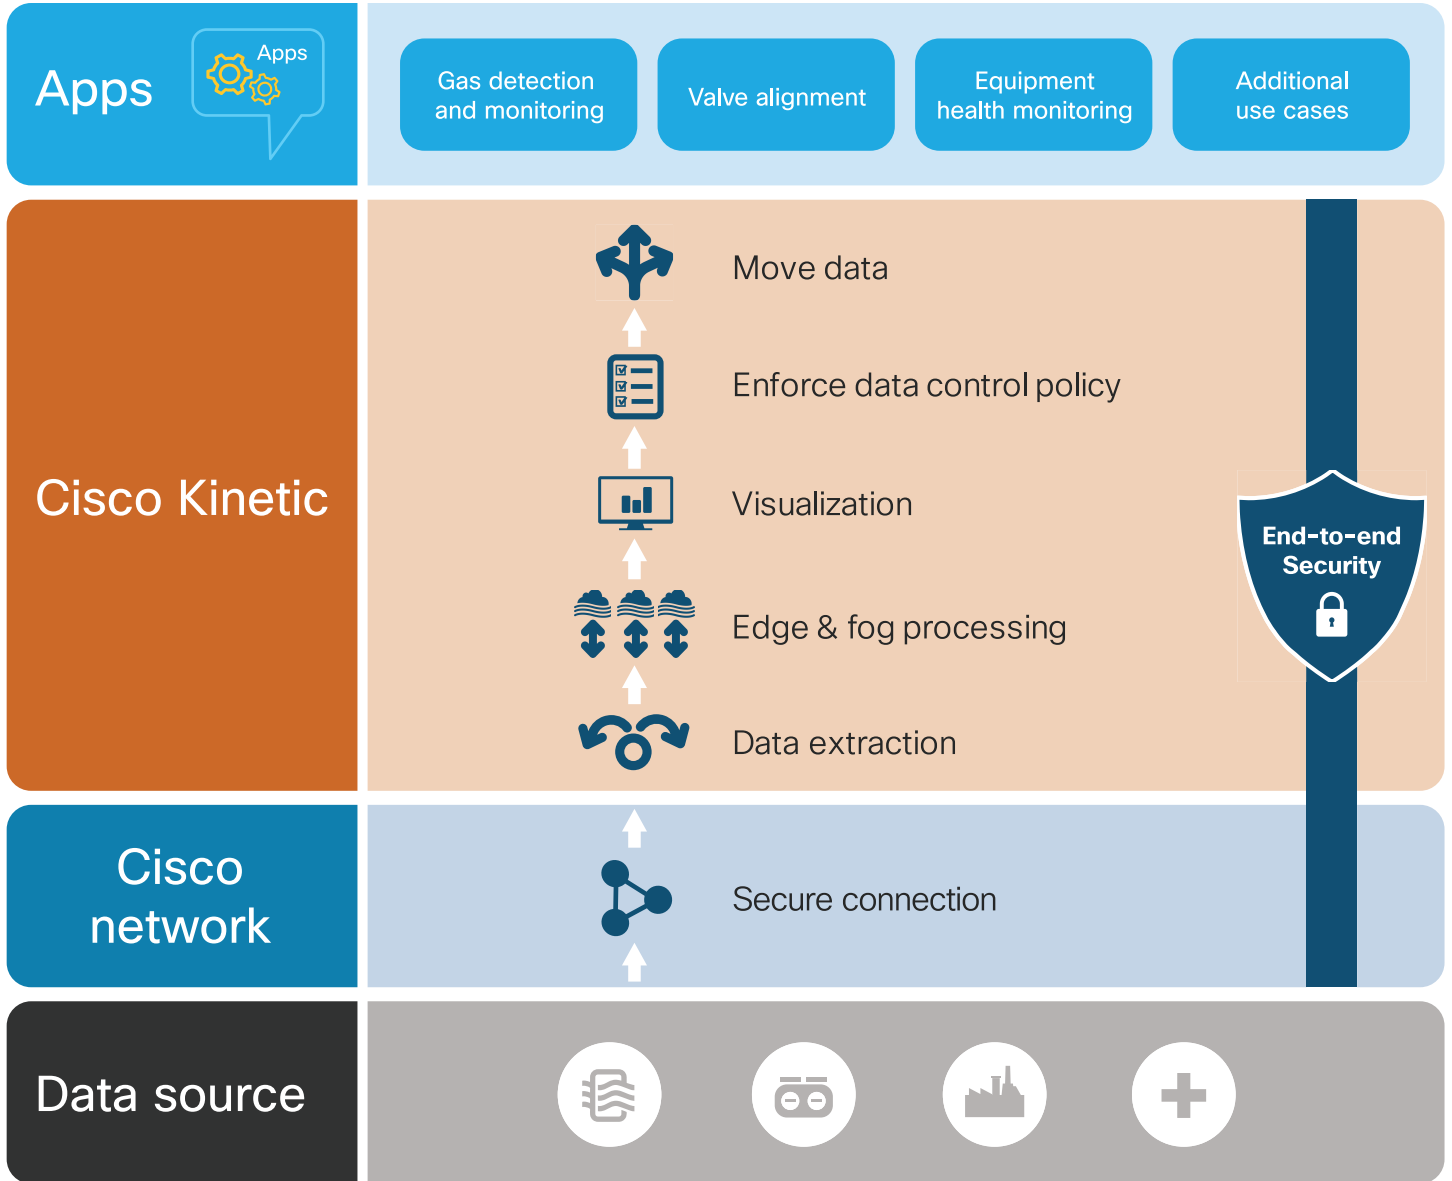 Apps
Apps
Gas detection
and monitoring
Valve alignment
Equipment
health monitoring
Additional
use cases
Cisco Kinetic
Move data
Enforce data control policy
Visualization
Edge & fog processing
Data extraction
End-to-end
Security
Cisco
network
Secure connection
Data source